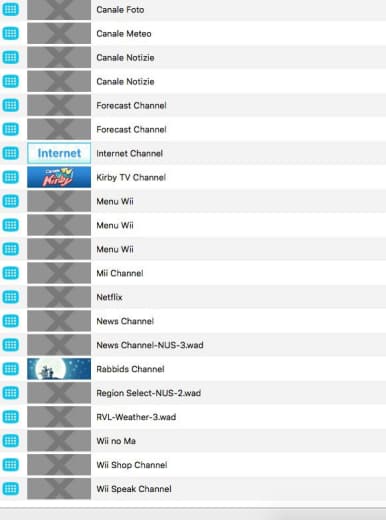 Canale Foto
Canale Meteo
Canale Notizie
Canale Notizie
Forecast Channel
Forecast Channel
Internet Internet Channel
Canale TV Kirby Kirby TV Channel
Menu Wii
Menu Wii
Menu Wii
Mii Channel
Netflix
News Channel
News Channel-NUS-3.wad
Rabbids Channel
Region Select-NUS-2.wad
RVL-Weather-3.wad
Wii no Ma
Wii Shop Channel
Wii Speak Channel